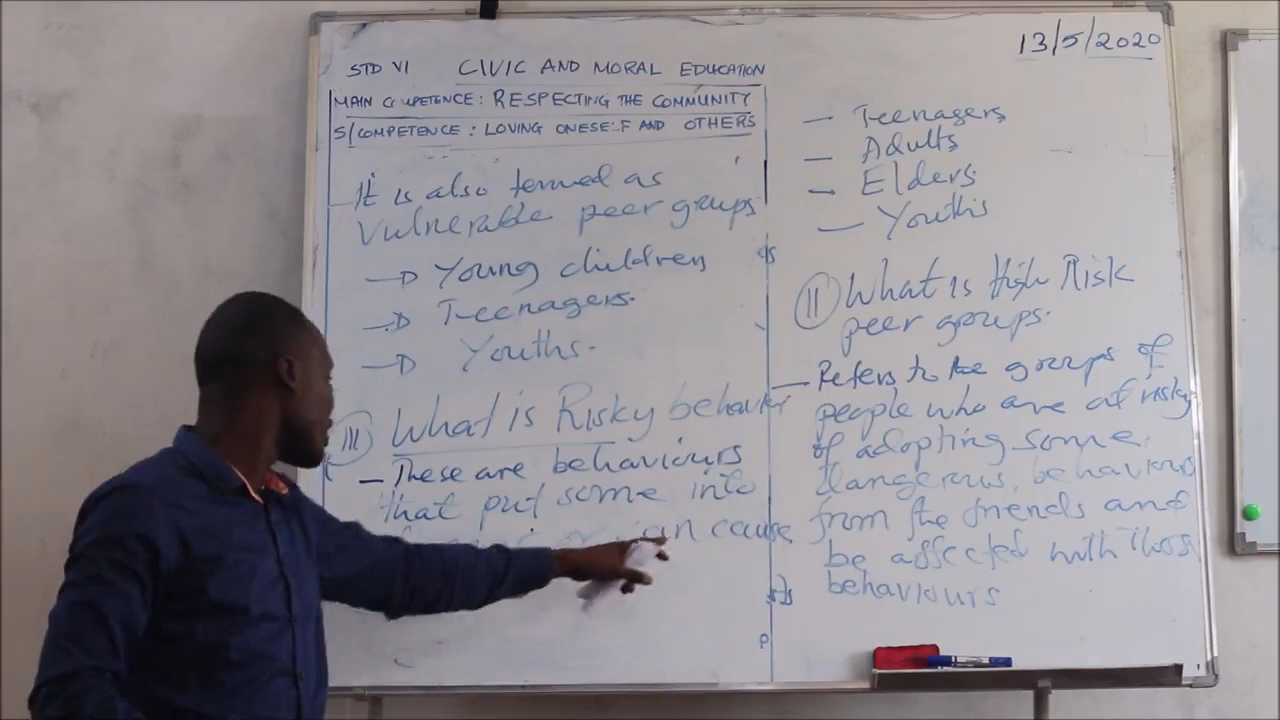 13/5/2020
STD VI CIVIC AND MORAL EDUCATION
MAIN COMPETENCE: RESPECTING THE COMMUNITY
S/COMPETENCE: LOVING ONESELF AND OTHERS
It is also termed as
Vulnerable peer groups
Young children
Teenagers.
Youths.
III What is Risky behavior
- These are behaviours
that put some into
or can cause
- Teenagers
- Adults
- Elders
- Youths
II What is High Risk
peer groups.
- Refers to the groups of
people who are at risky
of adopting some
dangerous behaviours
from the friends and
be affected with those
behaviours
P